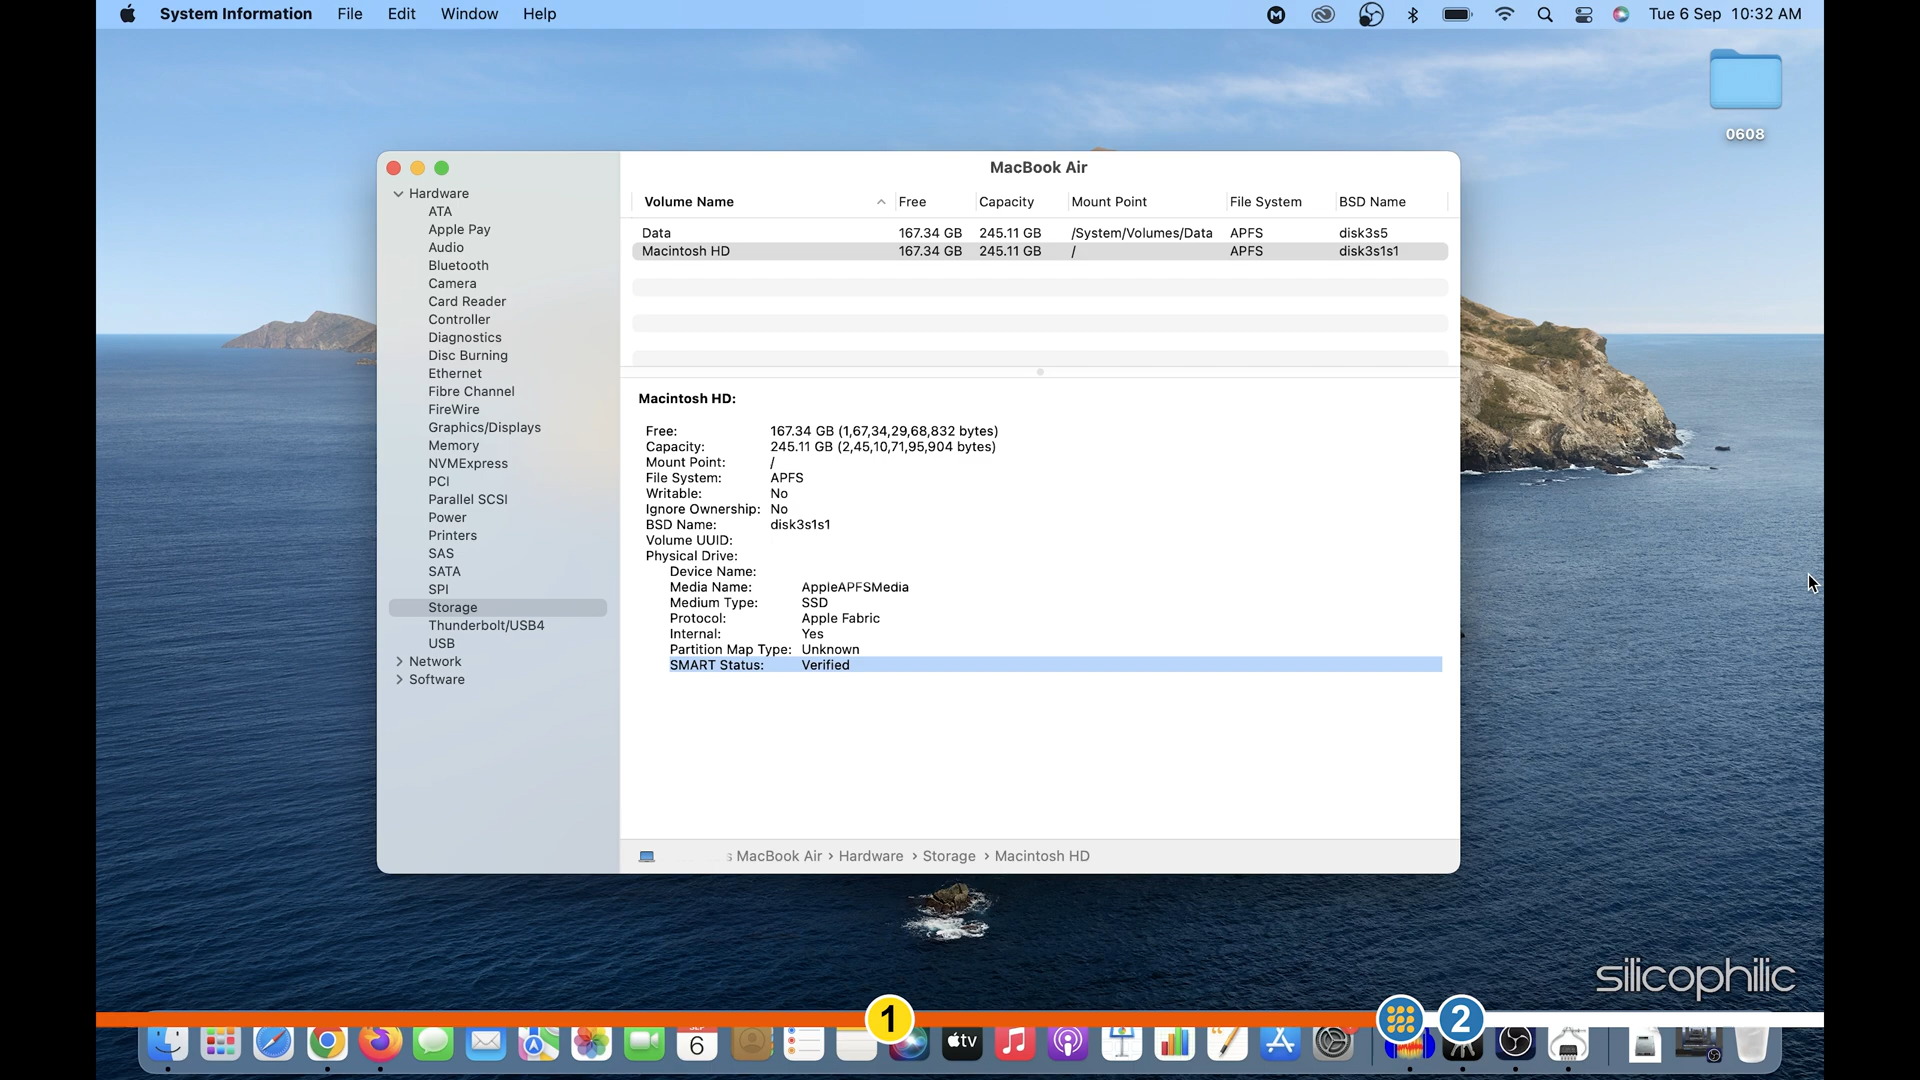 System Information File Edit Window Help
Tue 6 Sep 10:32 AM
0608
MacBook Air
Hardware
ATA
Apple Pay
Audio
Bluetooth
Camera
Card Reader
Controller
Diagnostics
Disc Burning
Ethernet
Fibre Channel
FireWire
Graphics/Displays
Memory
NVMExpress
PCI
Parallel SCSI
Power
Printers
SAS
SATA
SPI
Storage
Thunderbolt/USB4
USB
Network
Software
Volume Name Free Capacity Mount Point File System BSD Name
Data 167.34 GB 245.11 GB /System/Volumes/Data APFS disk3s5
Macintosh HD 167.34 GB 245.11 GB / APFS disk3s1s1
Macintosh HD:
Free: 167.34 GB (1,67,34,29,68,832 bytes)
Capacity: 245.11 GB (2,45,10,71,95,904 bytes)
Mount Point: /
File System: APFS
Writable: No
Ignore Ownership: No
BSD Name: disk3s1s1
Volume UUID:
Physical Drive:
Device Name:
Media Name: AppleAPFSMedia
Medium Type: SSD
Protocol: Apple Fabric
Internal: Yes
Partition Map Type: Unknown
SMART Status: Verified
s MacBook Air › Hardware › Storage › Macintosh HD
silicophilic
1
2
6
tv